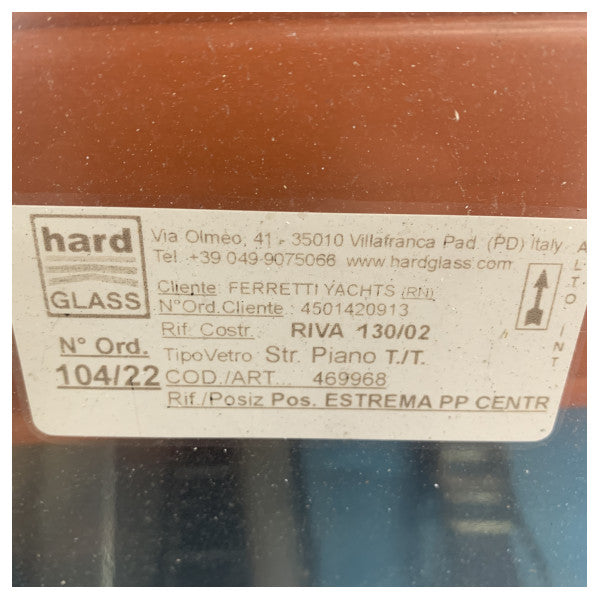 hard
GLASS
Via Olmeo, 41 - 35010 Villafranca Pad. (PD) Italy
Tel. +39 049-9075066 www.hardglass.com
Cliente: FERRETTI YACHTS (RN)
N°Ord.Cliente : 4501420913
Rif. Costr. RIVA 130/02
N° Ord.
104/22
TipoVetro Str. Piano T./T.
COD./ART... 469968
Rif./Posiz Pos. ESTREMA PP CENTR
ALTO INT
h